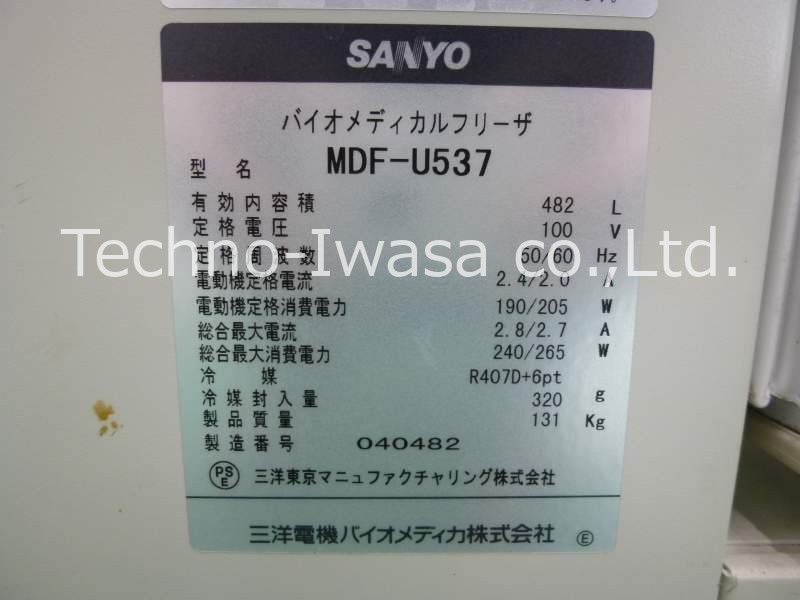 SANYO
バイオメディカルフリーザ
型名 MDF-U537
有効内容積 482 L
定格電圧 100 V
定格周波数 50/60 Hz
電動機定格電流 2.4/2.0 A
電動機定格消費電力 190/205 W
総合最大電流 2.8/2.7 A
総合最大消費電力 240/265 W
冷媒 R407D+6pt
冷媒封入量 320 g
製品質量 131 Kg
製造番号 040482
PSE 三洋東京マニュファクチャリング株式会社
三洋電機バイオメディカ株式会社 E
Techno-Iwasa co.,Ltd.